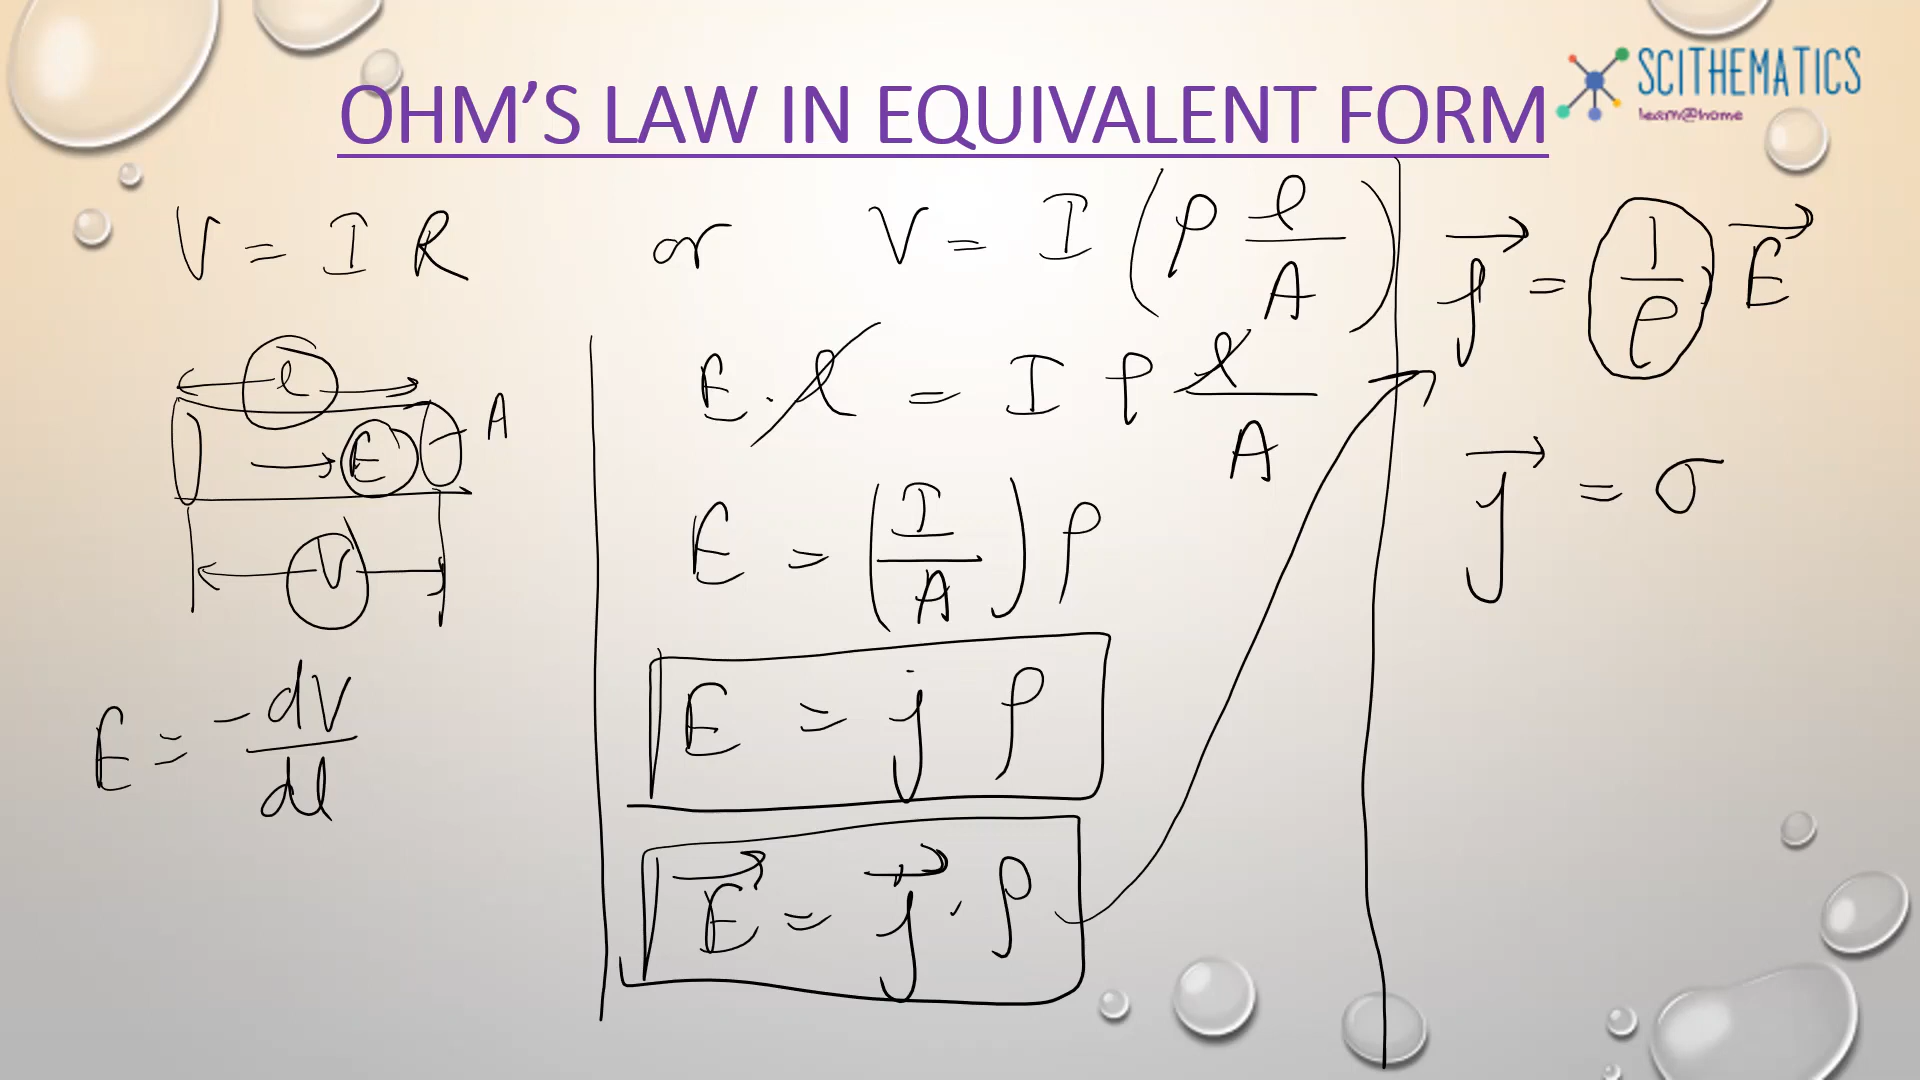 OHM'S LAW IN EQUIVALENT FORM
SCITHEMATICS
learn@home
V = I R or V = I (ρ l/A)
l
E
A
V
E = -dV/dl
E . l = I ρ l/A
E = (I/A) ρ
E = j ρ
E⃗ = j⃗ . ρ
j⃗ = (1/ρ) E⃗
j⃗ = σ